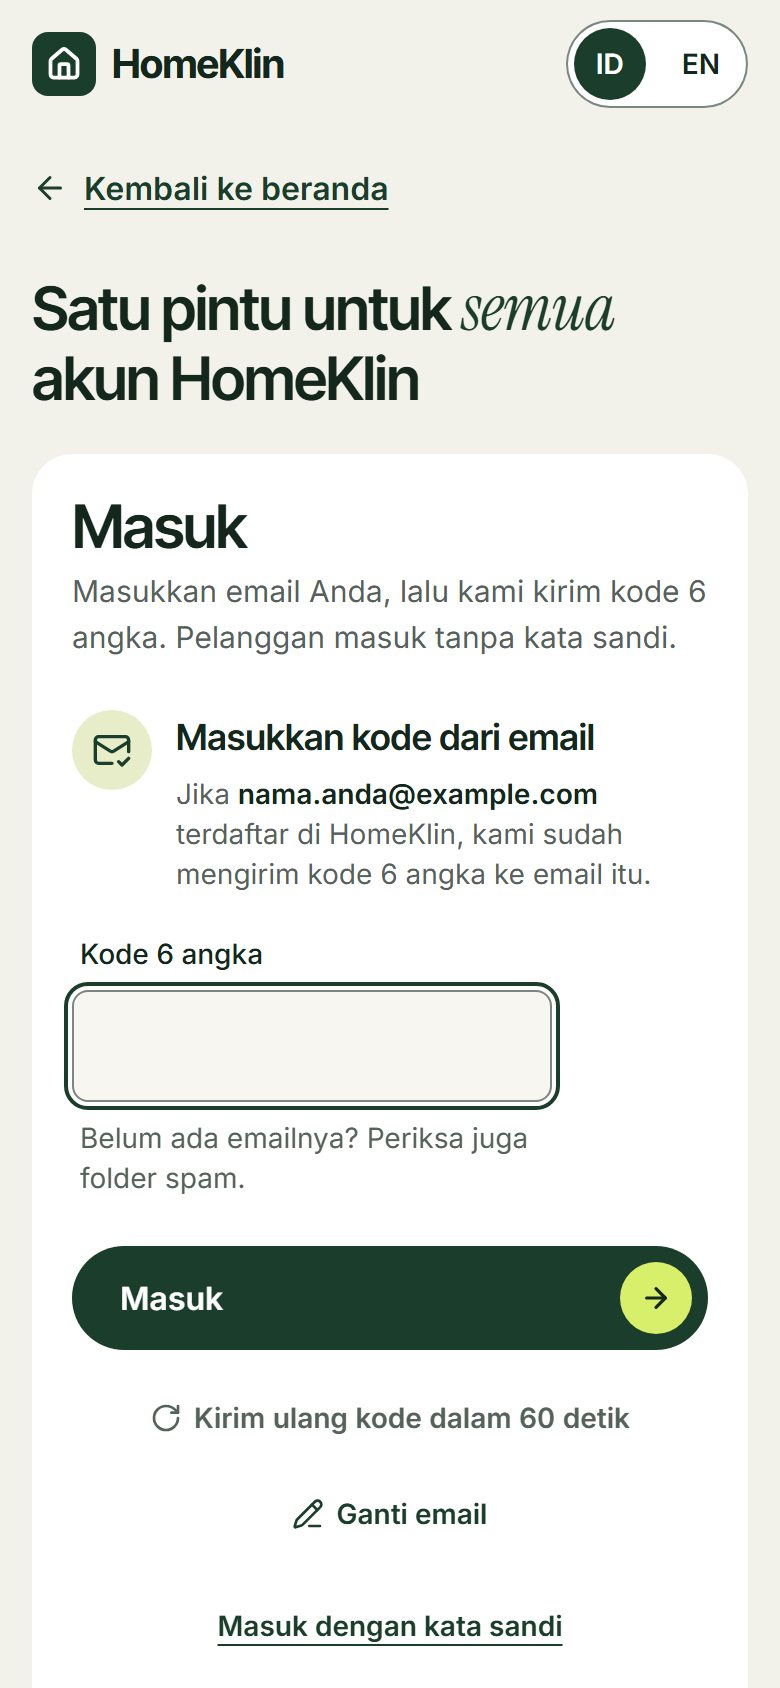 HomeKlin
ID
EN
Kembali ke beranda
Satu pintu untuk semua
akun HomeKlin
Masuk
Masukkan email Anda, lalu kami kirim kode 6
angka. Pelanggan masuk tanpa kata sandi.
Masukkan kode dari email
Jika nama.anda@example.com
terdaftar di HomeKlin, kami sudah
mengirim kode 6 angka ke email itu.
Kode 6 angka
Belum ada emailnya? Periksa juga
folder spam.
Masuk
Kirim ulang kode dalam 60 detik
Ganti email
Masuk dengan kata sandi